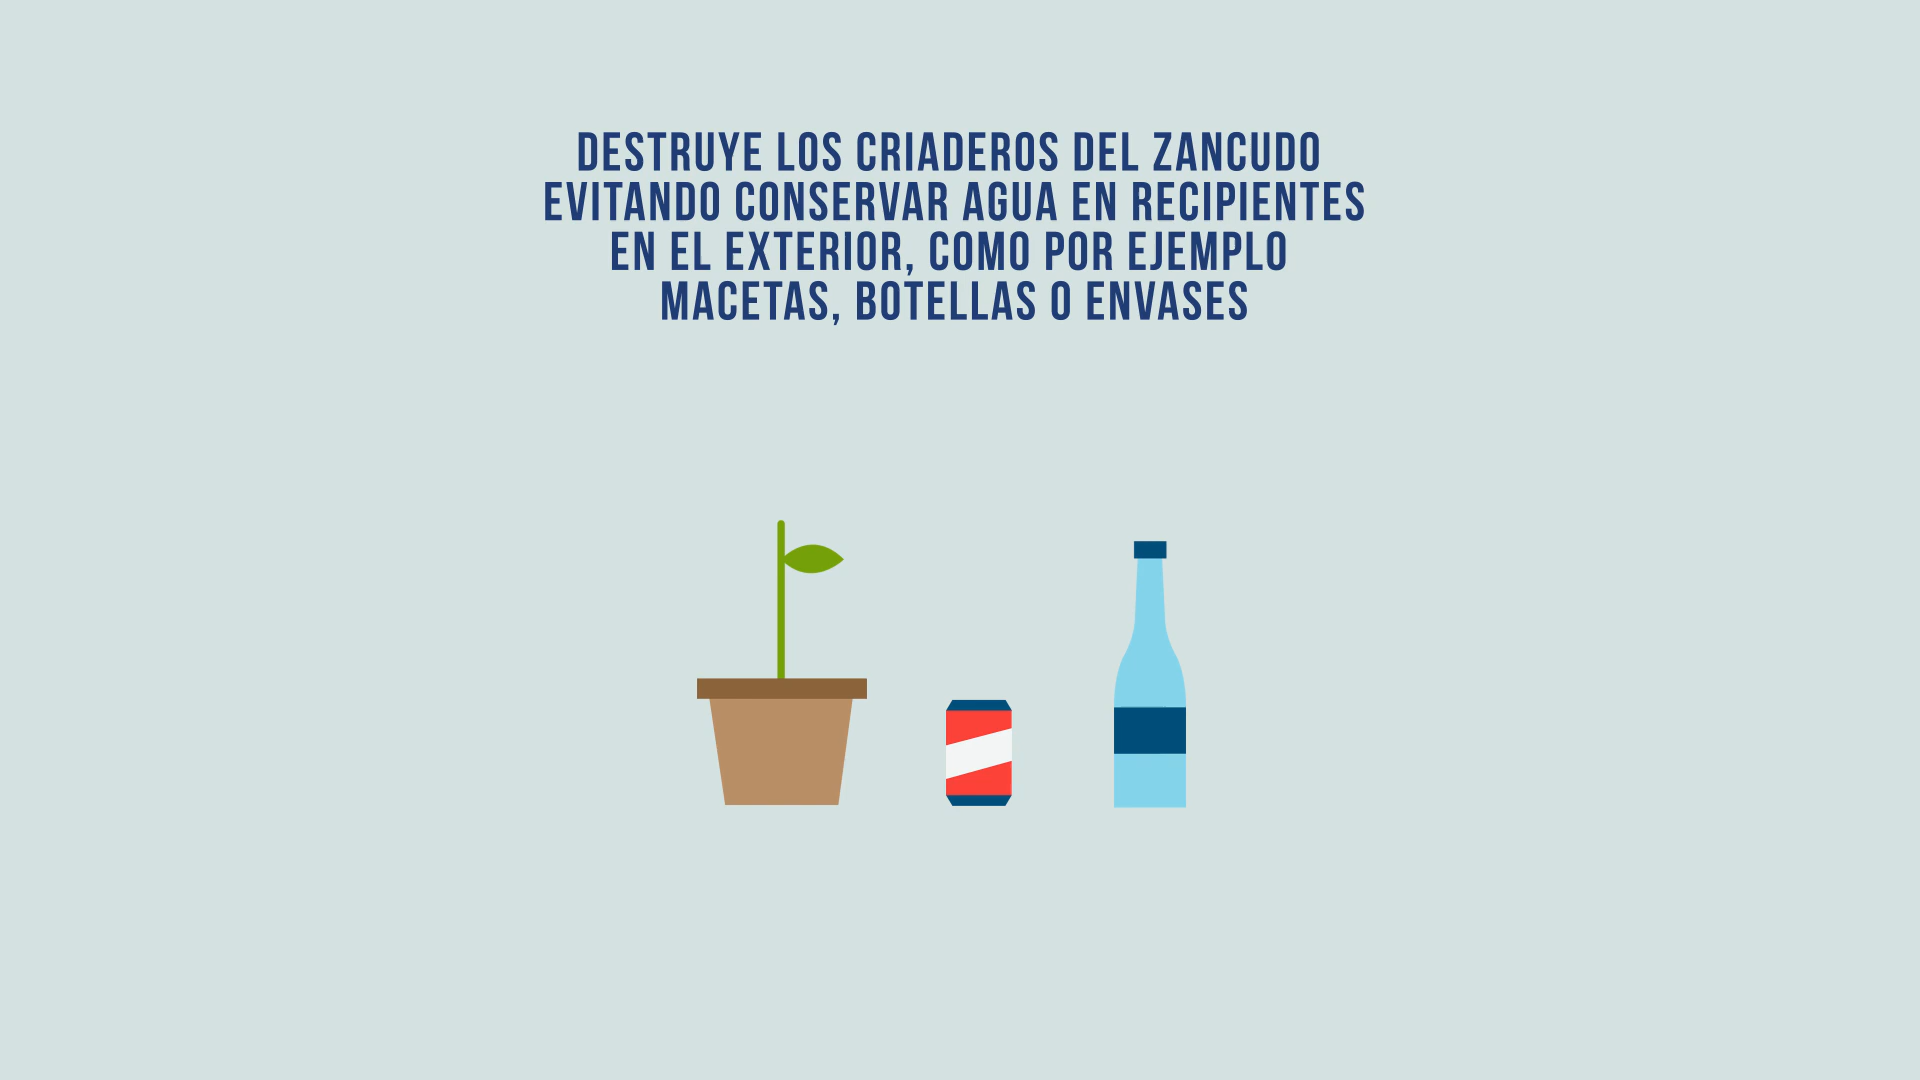 DESTRUYE LOS CRIADEROS DEL ZANCUDO
EVITANDO CONSERVAR AGUA EN RECIPIENTES
EN EL EXTERIOR, COMO POR EJEMPLO
MACETAS, BOTELLAS O ENVASES